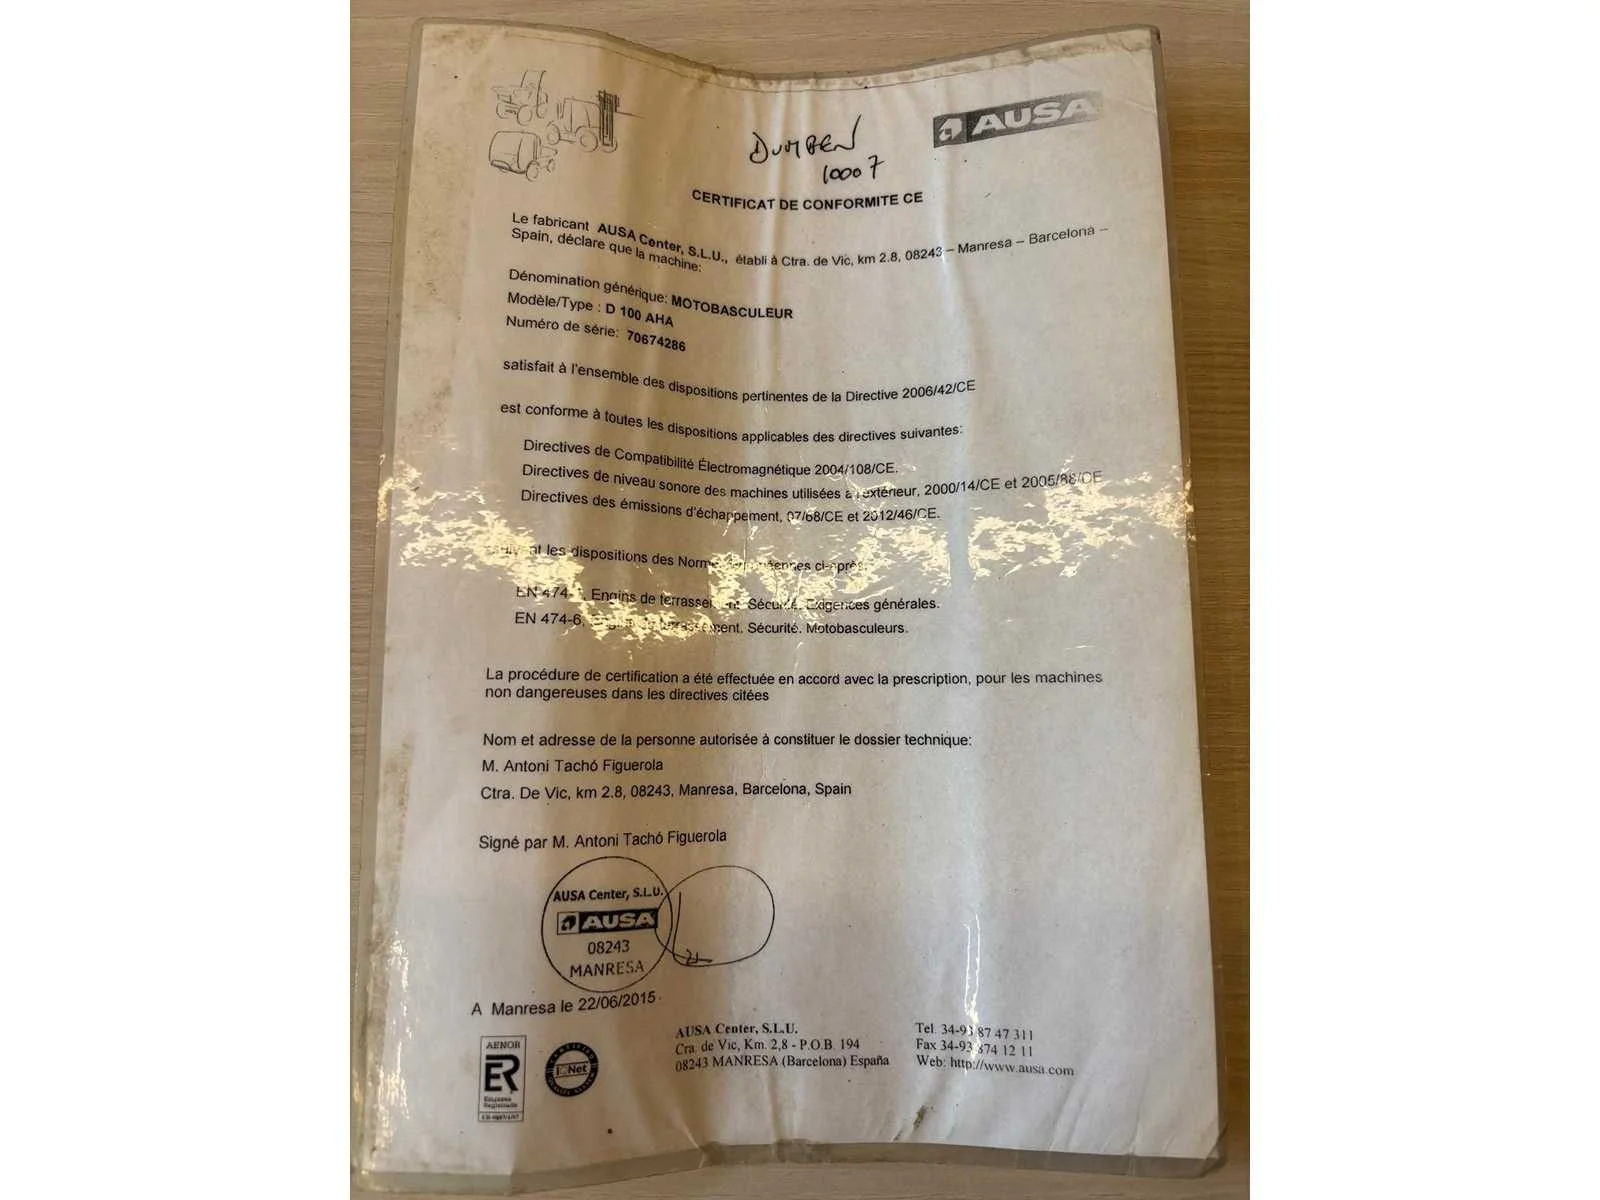 AUSA
DUMPER
10007
CERTIFICAT DE CONFORMITE CE
Le fabricant AUSA Center, S.L.U., établi à Ctra. de Vic, km 2.8, 08243 – Manresa – Barcelona –
Spain, déclare que la machine:
Dénomination générique: MOTOBASCULEUR
Modèle/Type : D 100 AHA
Numéro de série: 70674286
satisfait à l'ensemble des dispositions pertinentes de la Directive 2006/42/CE
est conforme à toutes les dispositions applicables des directives suivantes:
Directives de Compatibilité Électromagnétique 2004/108/CE.
Directives de niveau sonore des machines utilisées à l'extérieur, 2000/14/CE et 2005/88/CE
Directives des émissions d'échappement, 97/68/CE et 2012/46/CE.
suivant les dispositions des Normes Européennes ci-après:
EN 474-1, Engins de terrassement. Sécurité. Exigences générales.
EN 474-6, Engins de terrassement. Sécurité. Motobasculeurs.
La procédure de certification a été effectuée en accord avec la prescription, pour les machines
non dangereuses dans les directives citées
Nom et adresse de la personne autorisée à constituer le dossier technique:
M. Antoni Tachó Figuerola
Ctra. De Vic, km 2.8, 08243, Manresa, Barcelona, Spain
Signé par M. Antoni Tachó Figuerola
AUSA Center, S.L.U.
AUSA
08243
MANRESA
A Manresa le 22/06/2015
AENOR
ER
Empresa
Registrada
IQNet
AUSA Center, S.L.U.
Cra. de Vic, Km. 2,8 - P.O.B. 194
08243 MANRESA (Barcelona) España
Tel. 34-93 87 47 311
Fax 34-93 874 12 11
Web: http://www.ausa.com